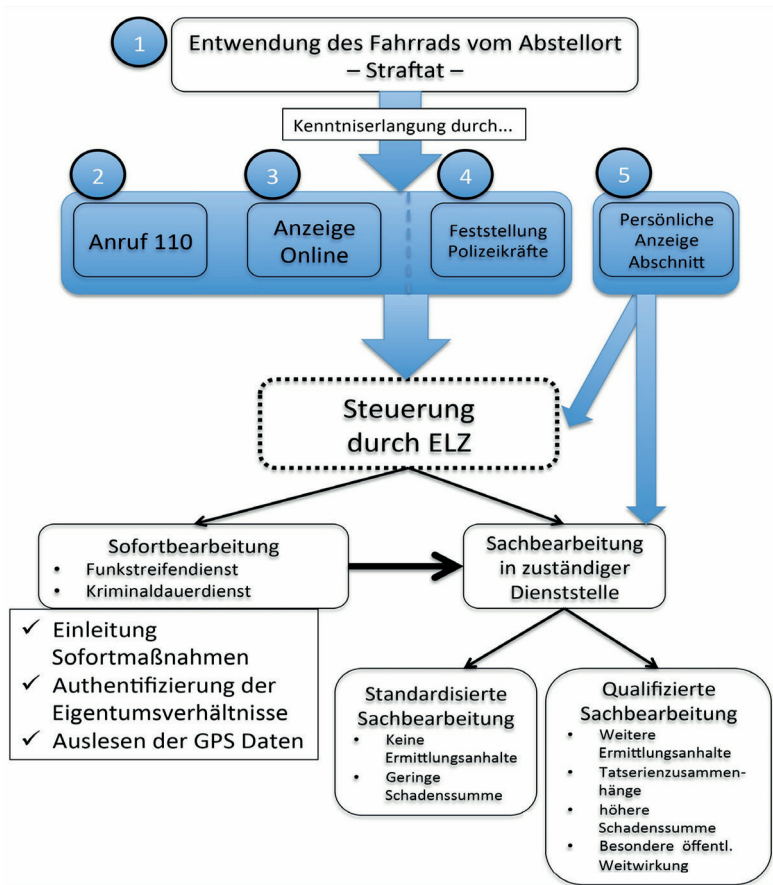 1
Entwendung des Fahrrads vom Abstellort
– Straftat –
Kenntniserlangung durch...
2
3
4
5
Anruf 110
Anzeige
Online
Feststellung
Polizeikräfte
Persönliche
Anzeige
Abschnitt
Steuerung
durch ELZ
Sofortbearbeitung
• Funkstreifendienst
• Kriminaldauerdienst
Sachbearbeitung
in zuständiger
Dienststelle
✓ Einleitung
Sofortmaßnahmen
✓ Authentifizierung der
Eigentumsverhältnisse
✓ Auslesen der GPS Daten
Standardisierte
Sachbearbeitung
• Keine
Ermittlungsanhalte
• Geringe
Schadenssumme
Qualifizierte
Sachbearbeitung
• Weitere
Ermittlungsanhalte
• Tatserienzusammen-
hänge
• höhere
Schadenssumme
• Besondere öffentl.
Weitwirkung